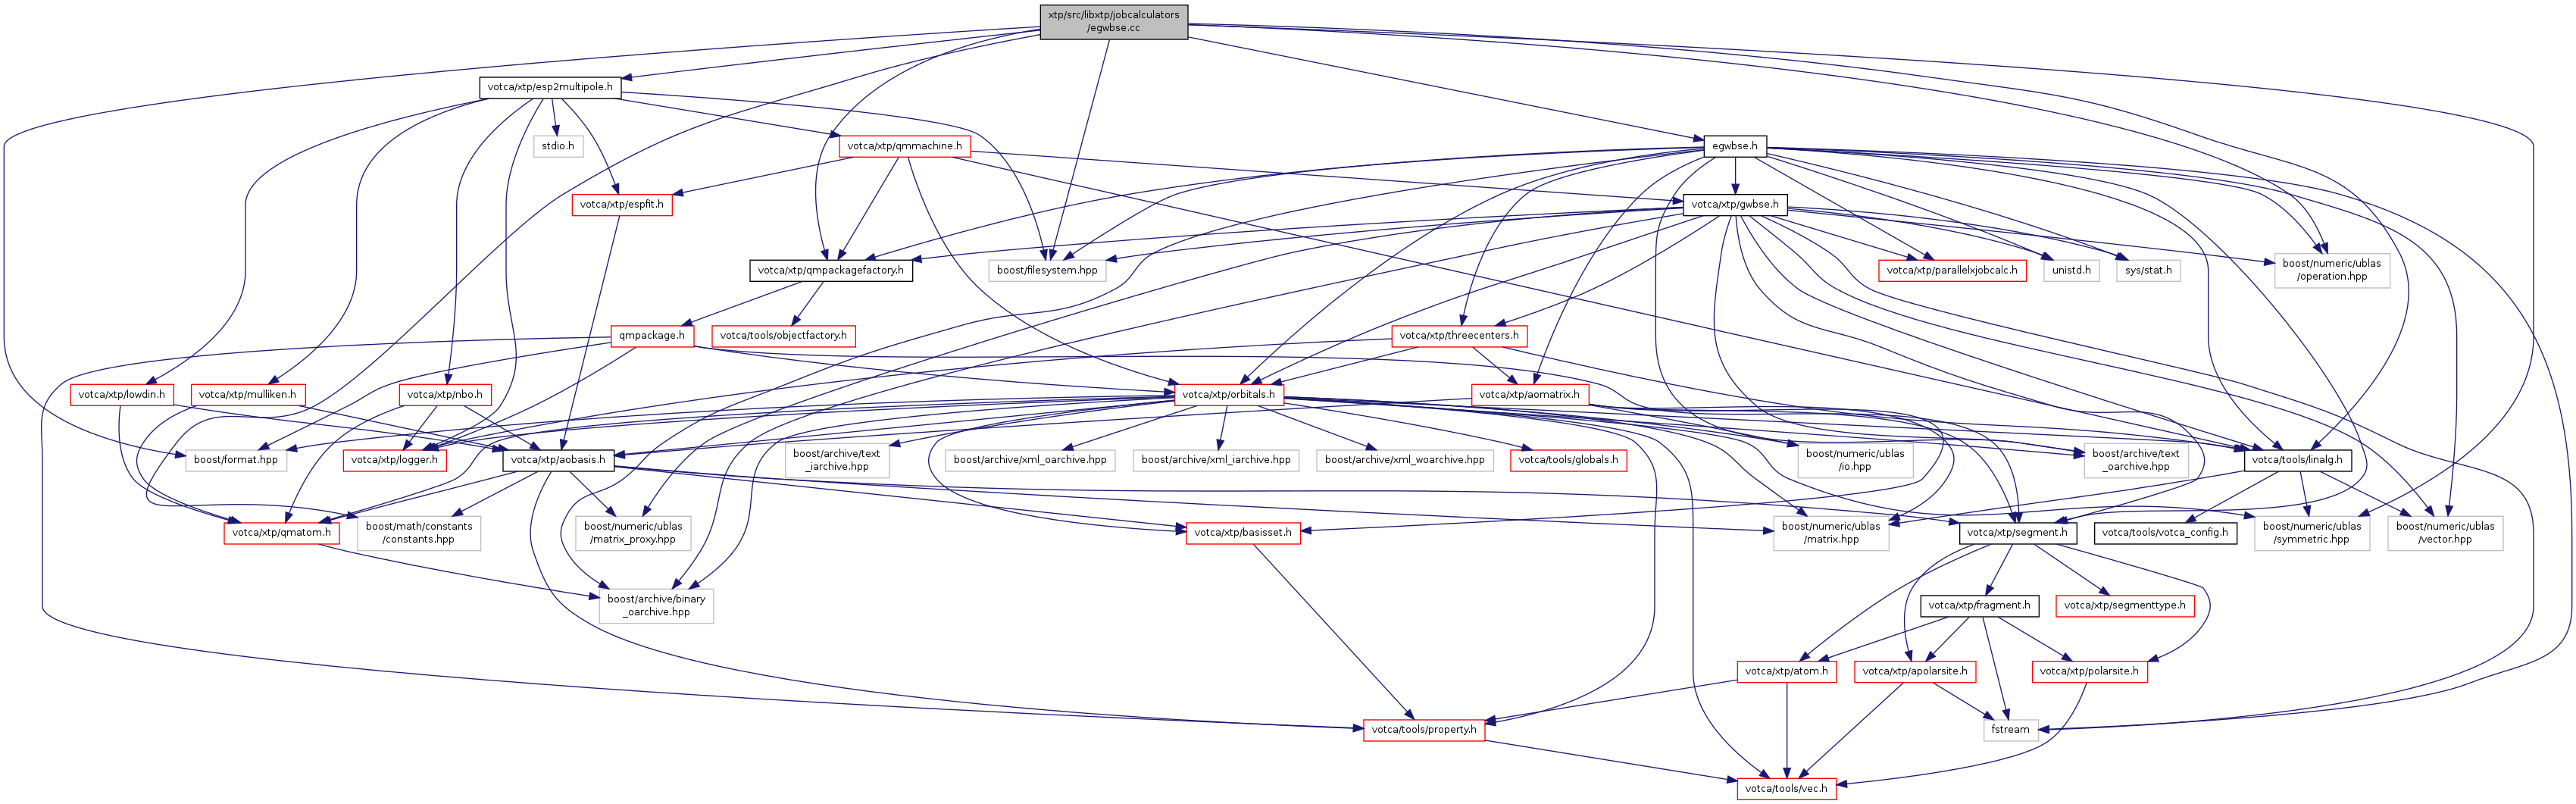 xtp/src/libxtp/jobcalculators
/egwbse.cc
votca/xtp/esp2multipole.h
stdio.h
votca/xtp/qmmachine.h
egwbse.h
votca/xtp/espfit.h
votca/xtp/gwbse.h
votca/xtp/qmpackagefactory.h
boost/filesystem.hpp
votca/xtp/parallelxjobcalc.h
unistd.h
sys/stat.h
boost/numeric/ublas
/operation.hpp
qmpackage.h
votca/tools/objectfactory.h
votca/xtp/threecenters.h
votca/xtp/lowdin.h
votca/xtp/mulliken.h
votca/xtp/nbo.h
votca/xtp/orbitals.h
votca/xtp/aomatrix.h
boost/format.hpp
votca/xtp/logger.h
votca/xtp/aobasis.h
boost/archive/text
_iarchive.hpp
boost/archive/xml_oarchive.hpp
boost/archive/xml_iarchive.hpp
boost/archive/xml_woarchive.hpp
votca/tools/globals.h
boost/numeric/ublas
/io.hpp
boost/archive/text
_oarchive.hpp
votca/tools/linalg.h
votca/xtp/qmatom.h
boost/math/constants
/constants.hpp
boost/numeric/ublas
/matrix_proxy.hpp
votca/xtp/basisset.h
boost/numeric/ublas
/matrix.hpp
votca/xtp/segment.h
votca/tools/votca_config.h
boost/numeric/ublas
/symmetric.hpp
boost/numeric/ublas
/vector.hpp
boost/archive/binary
_oarchive.hpp
votca/xtp/fragment.h
votca/xtp/segmenttype.h
votca/xtp/atom.h
votca/xtp/apolarsite.h
votca/xtp/polarsite.h
votca/tools/property.h
fstream
votca/tools/vec.h